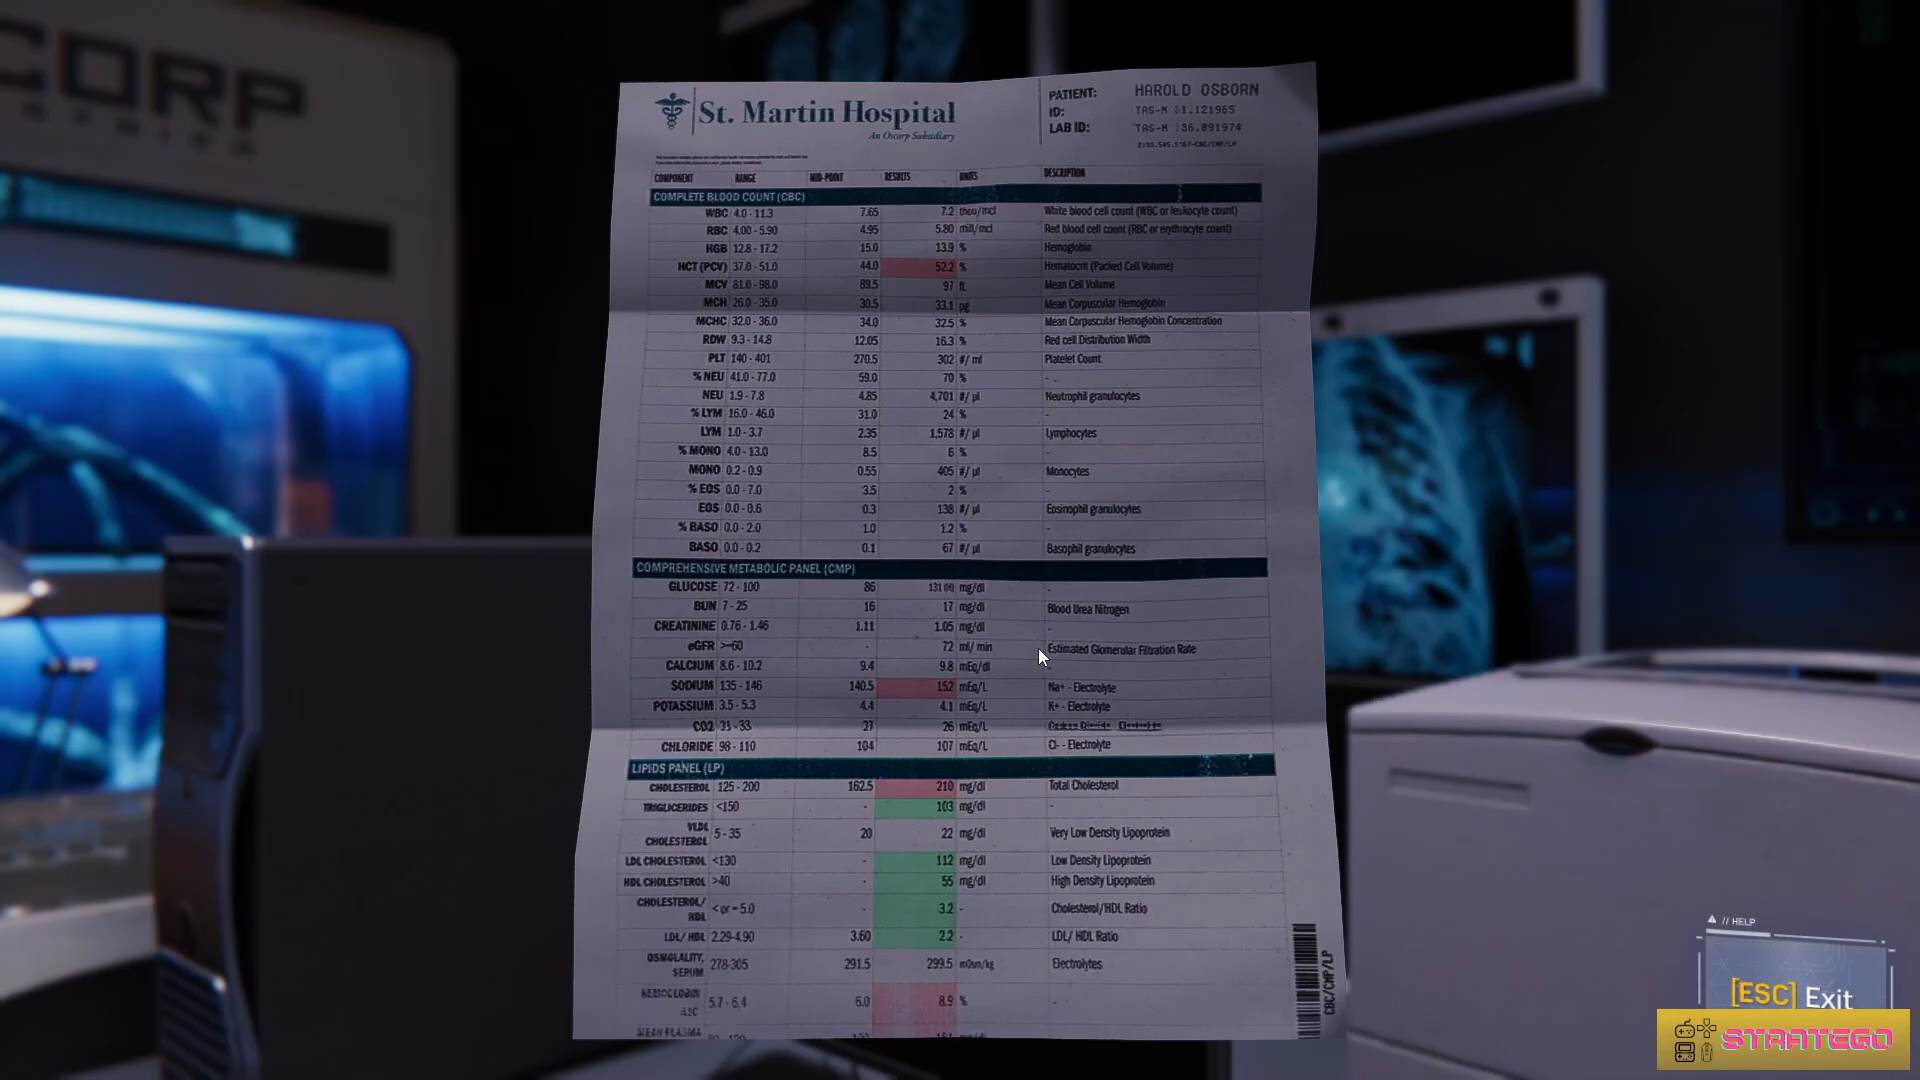 CORP
St. Martin Hospital
An Oscorp Subsidiary
PATIENT: HAROLD OSBORN
ID: TAS-M 1.121965
LAB ID: TAS-M 36.091974
COMPONENT RANGE MID-POINT RESULTS UNITS DESCRIPTION
COMPLETE BLOOD COUNT (CBC)
WBC 4.0 - 11.3 7.65 7.2 thou/mcl White blood cell count (WBC or leskocyte count)
RBC 4.00 - 5.90 4.95 5.80 mill/mcl Red blood cell count (RBC or erythrocyte count)
HGB 12.8 - 17.2 15.0 13.9 % Hemoglobin
HCT (PCV) 37.0 - 51.0 44.0 52.2 % Hematocrit (Packed Cell Volume)
MCV 81.0 - 98.0 89.5 97 fL Mean Cell Volume
MCH 26.0 - 35.0 30.5 33.1 pg Mean Corpuscular Hemoglobin
MCHC 32.0 - 36.0 34.0 32.5 % Mean Corpuscular Hemoglobin Concentration
RDW 9.3 - 14.8 12.05 16.3 % Red cell Distribution Width
PLT 140 - 401 270.5 302 #/ ml Platelet Count
% NEU 41.0 - 77.0 59.0 70 % -
NEU 1.9 - 7.8 4.85 4,701 #/ µl Neutrophil granulocytes
% LYM 16.0 - 46.0 31.0 24 % -
LYM 1.0 - 3.7 2.35 1,578 #/ µl Lymphocytes
% MONO 4.0 - 13.0 8.5 6 % -
MONO 0.2 - 0.9 0.55 405 #/ µl Monocytes
% EOS 0.0 - 7.0 3.5 2 % -
EOS 0.0 - 0.6 0.3 138 #/ µl Eosinophil granulocytes
% BASO 0.0 - 2.0 1.0 1.2 % -
BASO 0.0 - 0.2 0.1 67 #/ µl Basophil granulocytes
COMPREHENSIVE METABOLIC PANEL (CMP)
GLUCOSE 72 - 100 86 131 mg/dl -
BUN 7 - 25 16 17 mg/dl Blood Urea Nitrogen
CREATININE 0.76 - 1.46 1.11 1.05 mg/dl -
eGFR >=60 - 72 ml/ min Estimated Glomerular Filtration Rate
CALCIUM 8.6 - 10.2 9.4 9.8 mEq/dl
SODIUM 135 - 146 140.5 152 mEq/L Na+ - Electrolyte
POTASSIUM 3.5 - 5.3 4.4 4.1 mEq/L K+ - Electrolyte
CO2 21 - 33 27 26 mEq/L
CHLORIDE 98 - 110 104 107 mEq/L Cl- - Electrolyte
LIPIDS PANEL (LP)
CHOLESTEROL 125 - 200 162.5 210 mg/dl Total Cholesterol
TRIGLICERIDES <150 - 103 mg/dl -
VLDL CHOLESTEROL 5 - 35 20 22 mg/dl Very Low Density Lipoprotein
LDL CHOLESTEROL <130 - 112 mg/dl Low Density Lipoprotein
HDL CHOLESTEROL >40 - 55 mg/dl High Density Lipoprotein
CHOLESTEROL/ HDL < or = 5.0 - 3.2 - Cholesterol/HDL Ratio
LDL/ HDL 2.29-4.90 3.60 2.2 - LDL/ HDL Ratio
OSMOLALITY, SERUM 278-305 291.5 299.5 mOsm/kg Electrolytes
HEMOGLOBIN A1C 5.7 - 6.4 6.0 8.9 % -
MEAN PLASMA
CBC/CMP/LP
// HELP
[ESC] Exit
STRATEGO